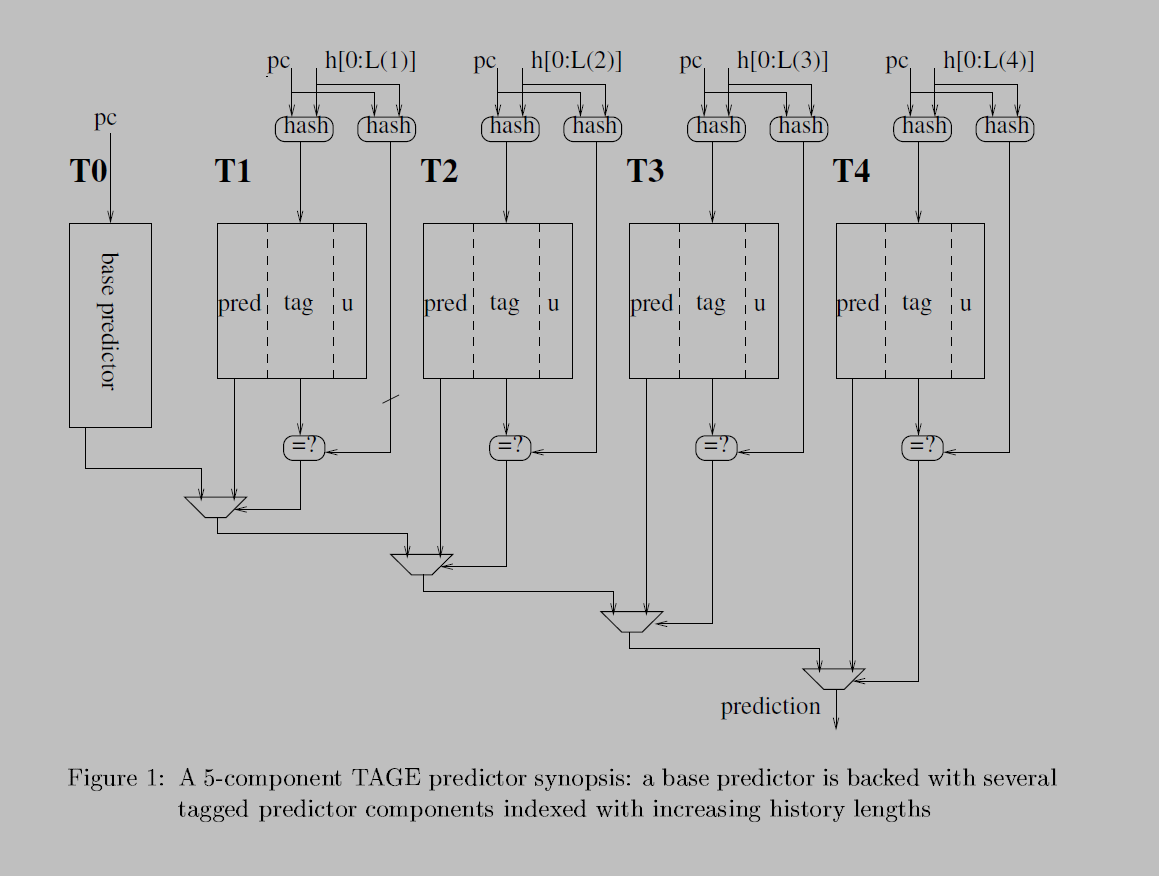 pc h[0:L(1)] pc h[0:L(2)] pc h[0:L(3)] pc h[0:L(4)]
pc
hash hash hash hash hash hash hash hash
T0 T1 T2 T3 T4
base predictor
pred tag u pred tag u pred tag u pred tag u
=? =? =? =?
prediction
Figure 1: A 5-component TAGE predictor synopsis: a base predictor is backed with several
tagged predictor components indexed with increasing history lengths